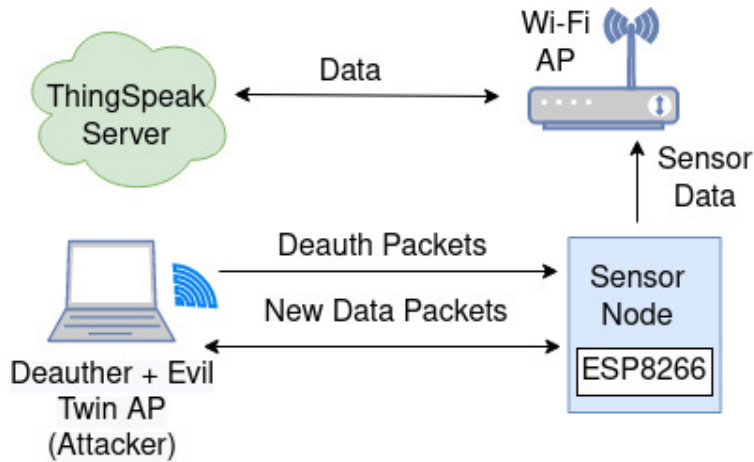 Wi-Fi
AP
ThingSpeak
Server
Data
Sensor
Data
Deauth Packets
New Data Packets
Sensor
Node
ESP8266
Deauther + Evil
Twin AP
(Attacker)